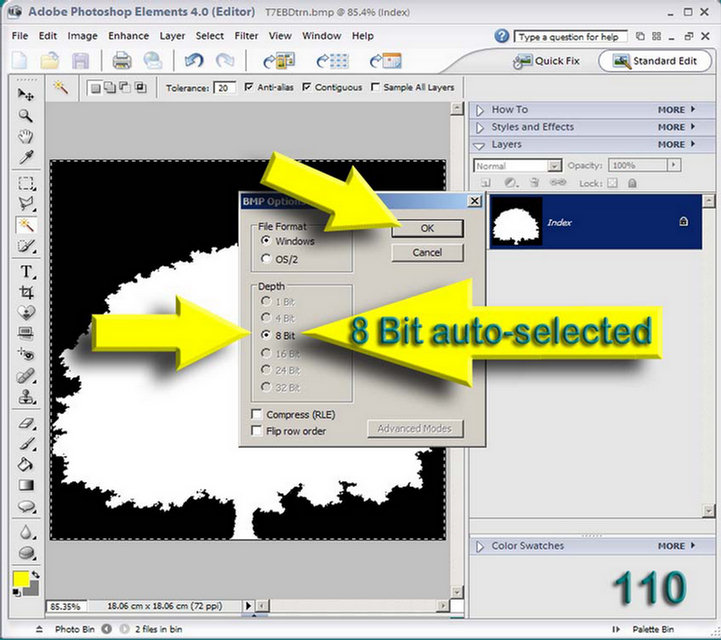 Adobe Photoshop Elements 4.0 (Editor) T7EBDtrn.bmp @ 85.4% (Index)
File Edit Image Enhance Layer Select Filter View Window Help
Type a question for help
Quick Fix Standard Edit
Tolerance: 20 Anti-alias Contiguous Sample All Layers
How To MORE
Styles and Effects MORE
Layers MORE
Normal Opacity: 100%
Lock:
Index
BMP Options
File Format
Windows
OS/2
OK
Cancel
Depth
1 Bit
4 Bit
8 Bit
16 Bit
24 Bit
32 Bit
8 Bit auto-selected
Compress (RLE)
Flip row order
Advanced Modes
T
Color Swatches MORE
110
85.35% 18.06 cm x 18.06 cm (72 ppi)
Photo Bin 2 files in bin Palette Bin